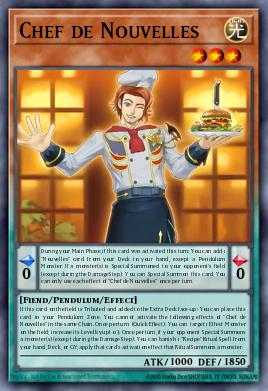 CHEF DE NOUVELLES
光
During your Main Phase, if this card was activated this turn: You can add 1
"Nouvelles" card from your Deck to your hand, except a Pendulum
Monster. If a monster(s) is Special Summoned to your opponent's field
(except during the Damage Step): You can Special Summon this card. You
can only use each effect of "Chef de Nouvelles" once per turn.
0
0
[FIEND/PENDULUM/EFFECT]
If this card on the field is Tributed and added to the Extra Deck face-up: You can place this
card in your Pendulum Zone. You cannot activate the following effects of "Chef de
Nouvelles" in the same Chain. Once per turn (Quick Effect): You can target 1 Effect Monster
on the field; increase its Level by up to 3. Once per turn, if your opponent Special Summons
a monster(s) (except during the Damage Step): You can banish 1 "Recipe" Ritual Spell from
your hand, Deck, or GY; apply that card's activation effect that Ritual Summons a monster.
ATK/1000 DEF/1850